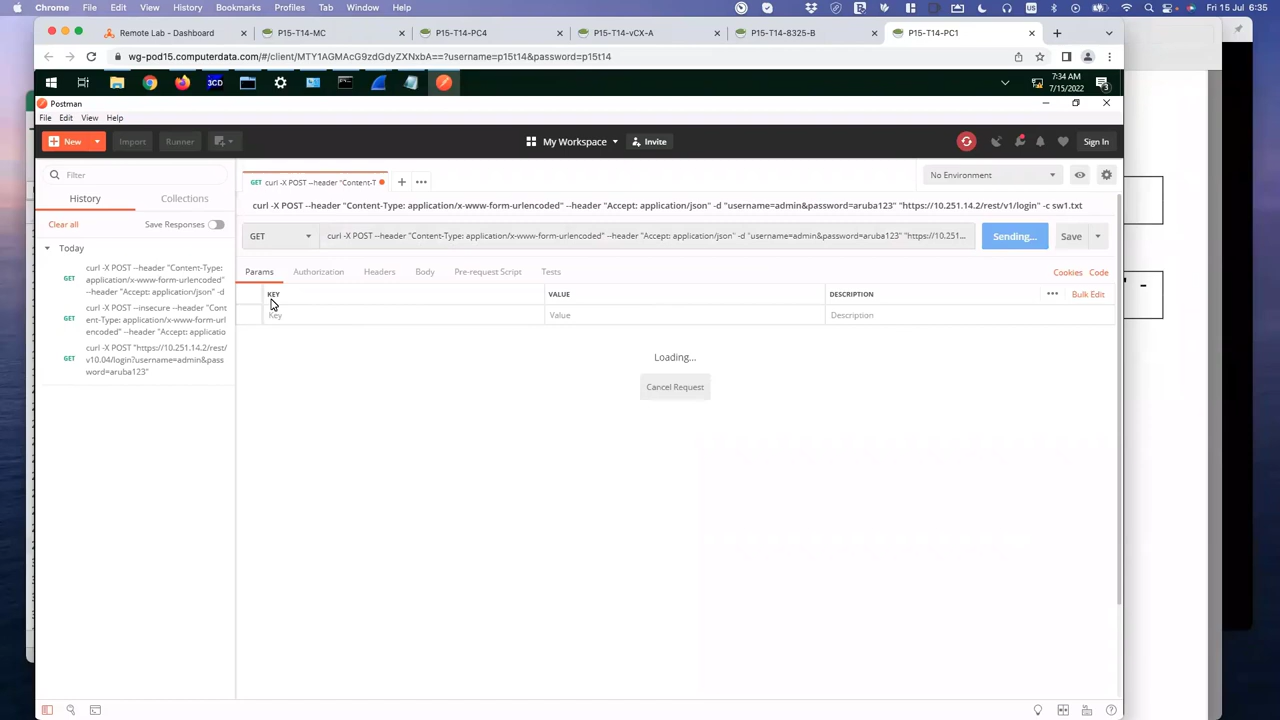 Chrome File Edit View History Bookmarks Profiles Tab Window Help Fri 15 Jul 6:35
Remote Lab - Dashboard P15-T14-MC P15-T14-PC4 P15-T14-vCX-A P15-T14-8325-B P15-T14-PC1
wg-pod15.computerdata.com/#/client/MTY1AGMAcG9zdGdyZXNxbA==?username=p15t14&password=p15t14
3CD 7:34 AM
7/15/2022 3
Postman
File Edit View Help
New Import Runner My Workspace Invite Sign In
Filter
GET curl -X POST --header "Content-T No Environment
History Collections
curl -X POST --header "Content-Type: application/x-www-form-urlencoded" --header "Accept: application/json" -d "username=admin&password=aruba123" "https://10.251.14.2/rest/v1/login" -c sw1.txt
Clear all Save Responses
GET curl -X POST --header "Content-Type: application/x-www-form-urlencoded" --header "Accept: application/json" -d "username=admin&password=aruba123" "https://10.251... Sending... Save
Today
Params Authorization Headers Body Pre-request Script Tests Cookies Code
GET curl -X POST --header "Content-Type:
application/x-www-form-urlencoded"
--header "Accept: application/json" -d
KEY VALUE DESCRIPTION Bulk Edit
Key Value Description
GET curl -X POST --insecure --header "Cont
ent-Type: application/x-www-form-url
encoded" --header "Accept: applicatio
GET curl -X POST "https://10.251.14.2/rest/
v10.04/login?username=admin&pas
sword=aruba123"
Loading...
Cancel Request